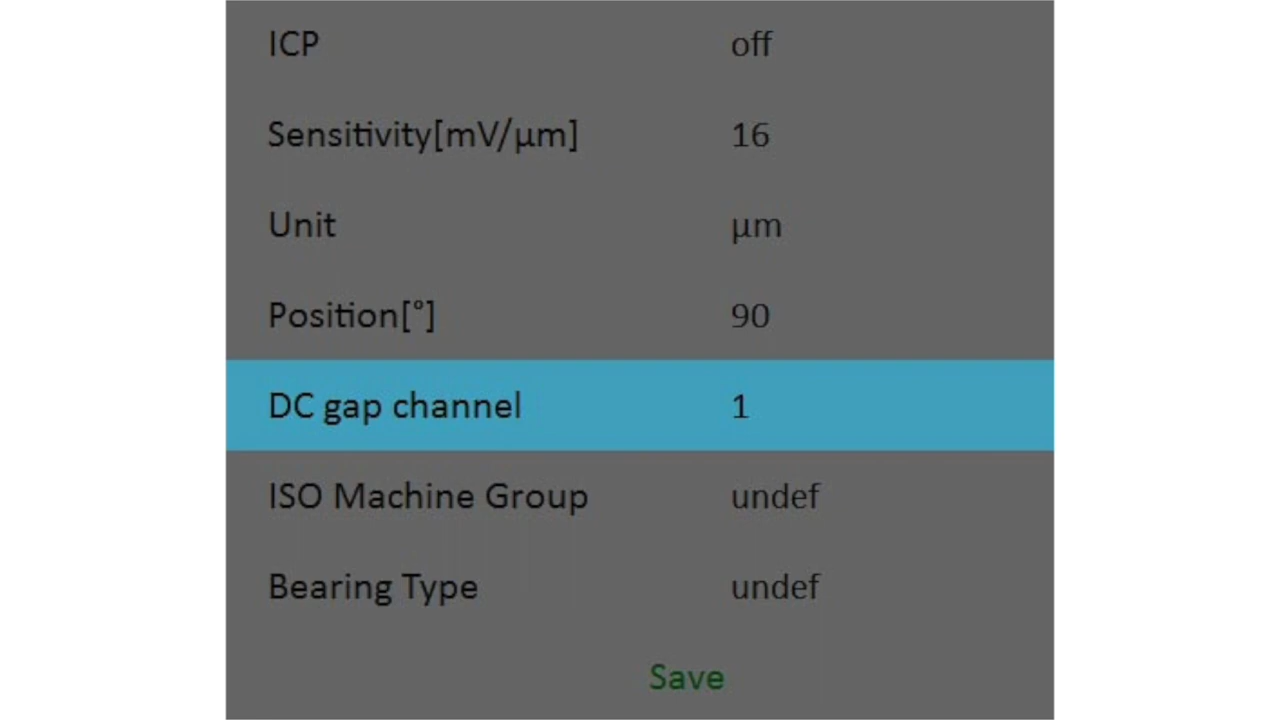 ICP off
Sensitivity[mV/µm] 16
Unit µm
Position[°] 90
DC gap channel 1
ISO Machine Group undef
Bearing Type undef
Save